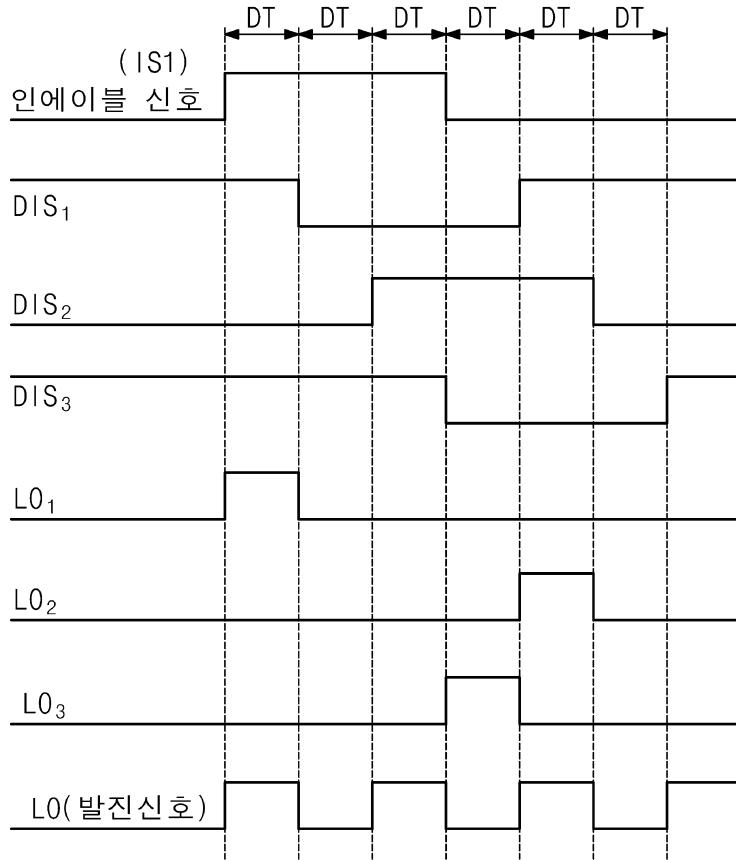 DT DT DT DT DT DT
(IS1)
인에이블 신호
DIS₁
DIS₂
DIS₃
LO₁
LO₂
LO₃
LO(발진신호)